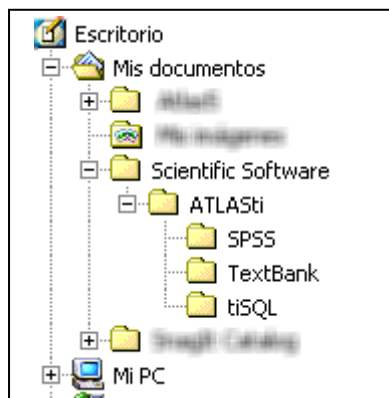 Escritorio
Mis documentos
Scientific Software
ATLASti
SPSS
TextBank
tiSQL
Mi PC